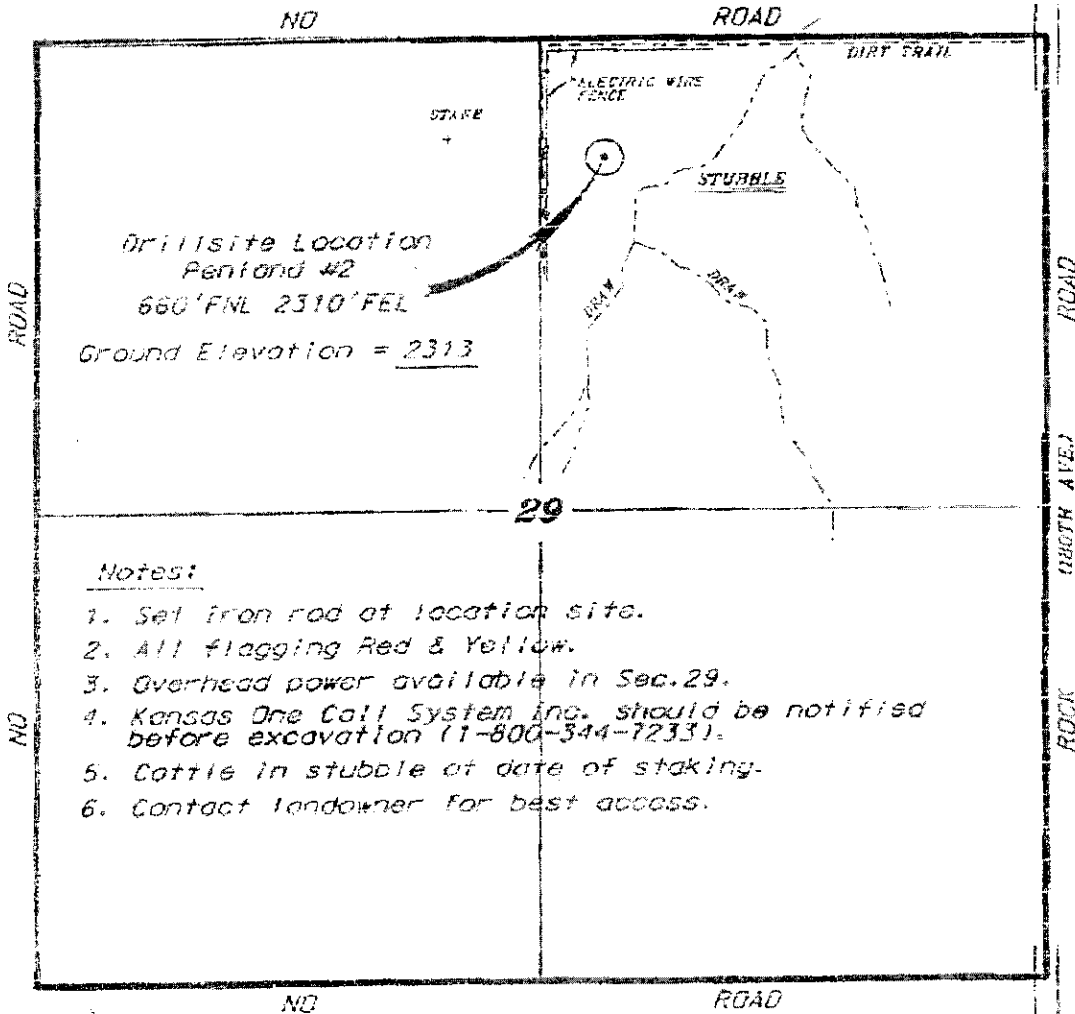 NO ROAD
DIRT TRAIL
ELECTRIC WIRE
FENCE
STAKE
STUBBLE
Drillsite Location
Penland #2
660'FNL 2310'FEL
Ground Elevation = 2313
DRAW
DRAW
NO ROAD
ROCK ROAD
29
Notes:
1. Set iron rod at location site.
2. All flagging Red & Yellow.
3. Overhead power available in Sec.29.
4. Kansas One Call System Inc. should be notified
before excavation (1-800-344-7233).
5. Cattle in stubble at date of staking.
6. Contact landowner for best access.
NO ROAD